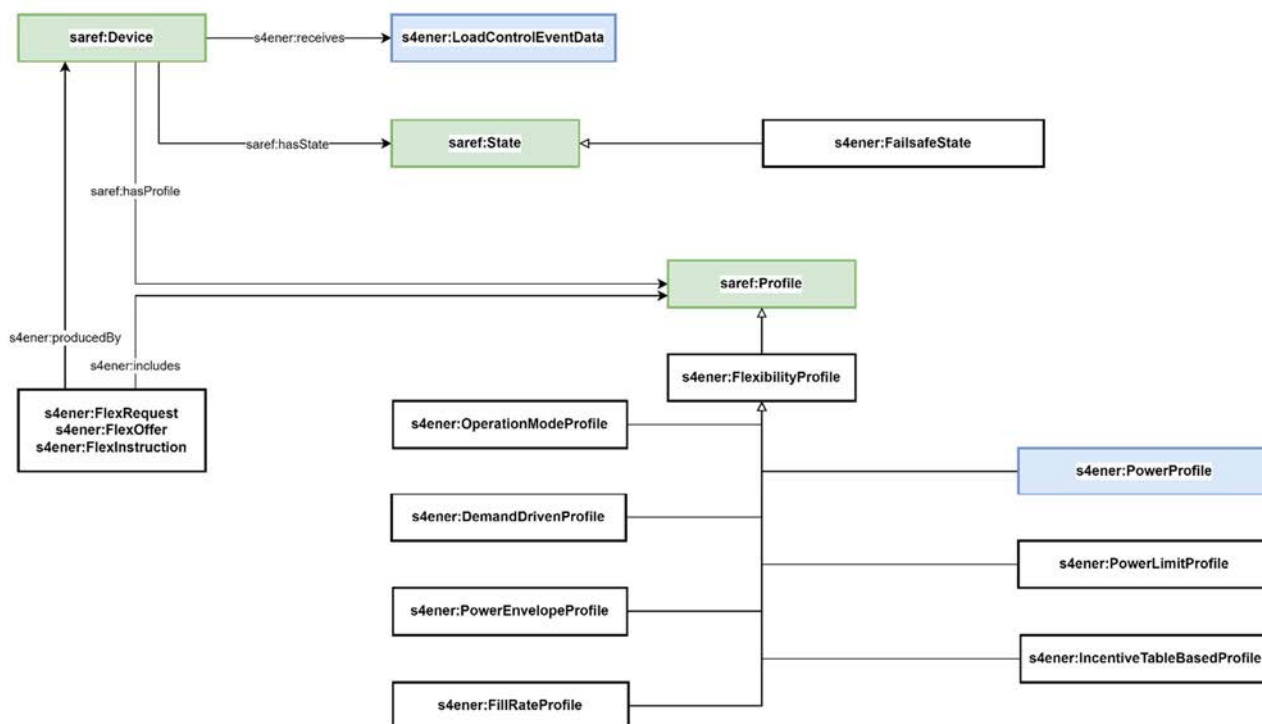 saref:Device
s4ener:receives
s4ener:LoadControlEventData
saref:hasState
saref:State
s4ener:FailsafeState
saref:hasProfile
saref:Profile
s4ener:producedBy
s4ener:includes
s4ener:FlexibilityProfile
s4ener:FlexRequest
s4ener:FlexOffer
s4ener:FlexInstruction
s4ener:OperationModeProfile
s4ener:PowerProfile
s4ener:DemandDrivenProfile
s4ener:PowerLimitProfile
s4ener:PowerEnvelopeProfile
s4ener:IncentiveTableBasedProfile
s4ener:FillRateProfile